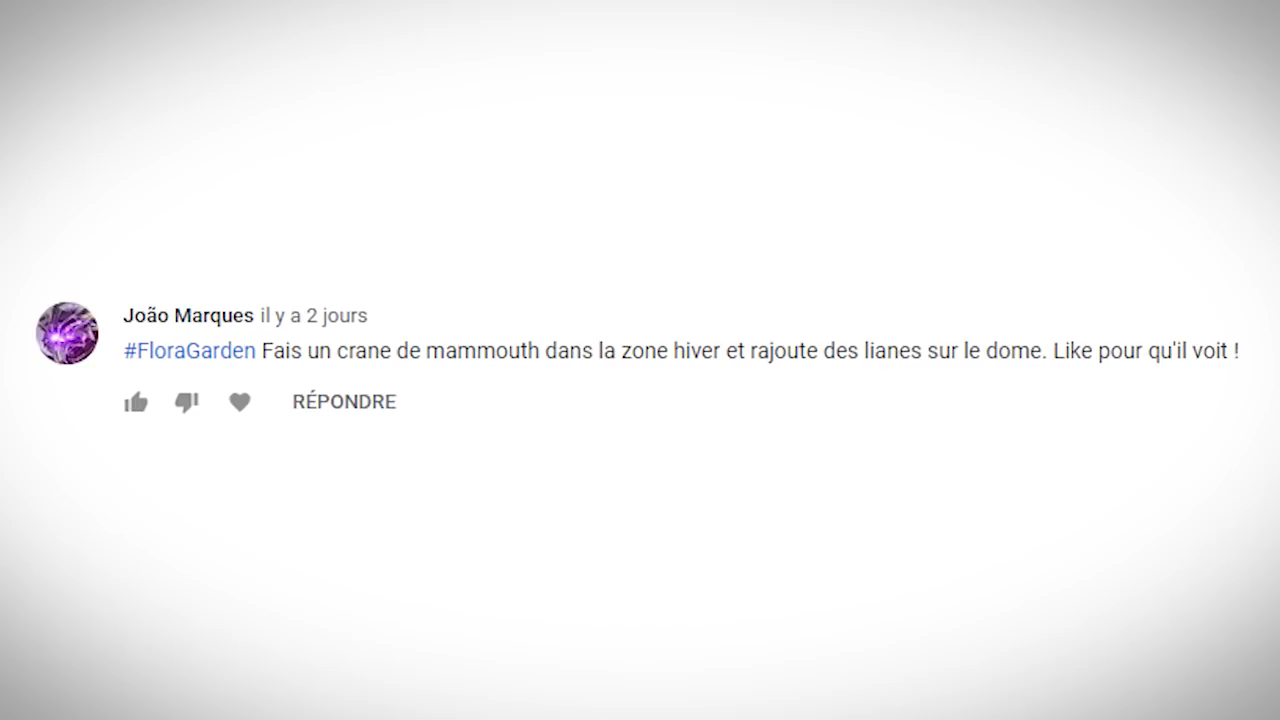 João Marques il y a 2 jours
#FloraGarden Fais un crane de mammouth dans la zone hiver et rajoute des lianes sur le dome. Like pour qu'il voit !
RÉPONDRE